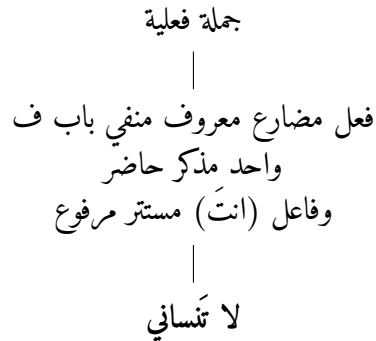 جملة فعلية
فعل مضارع معروف منفي باب ف
واحد مذكر حاضر
وفاعل (انتَ) مستتر مرفوع
لا تَنساني